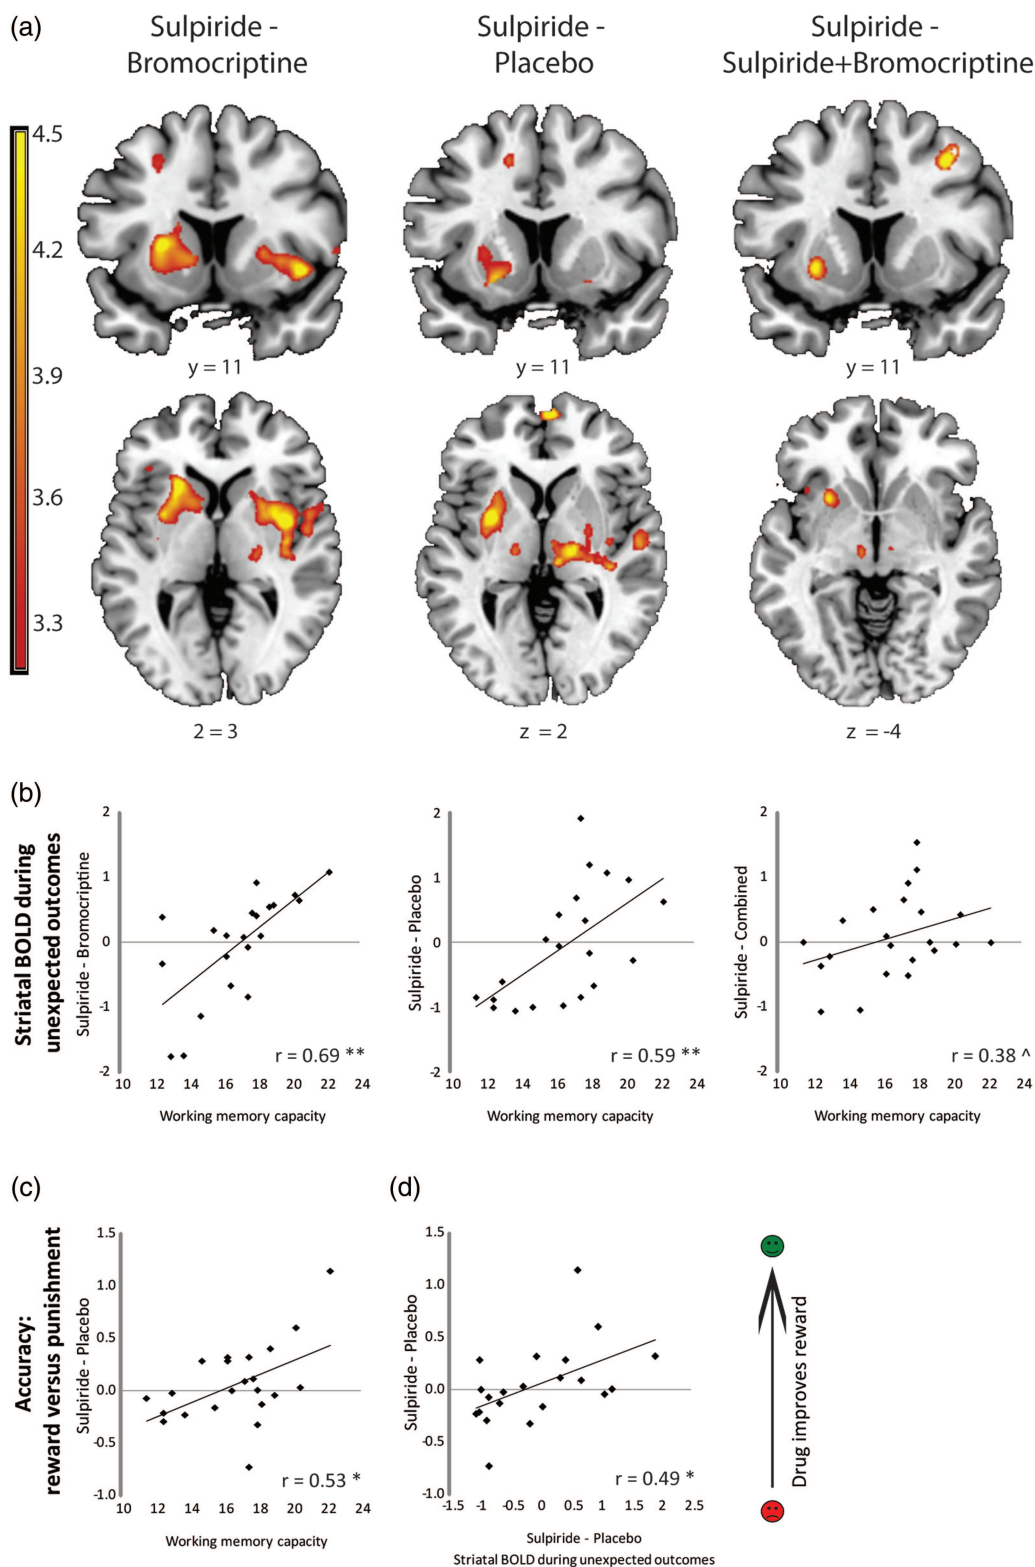 (a)
Sulpiride -
Bromocriptine
Sulpiride -
Placebo
Sulpiride -
Sulpiride+Bromocriptine
4.5
4.2
3.9
3.6
3.3
y = 11
y = 11
y = 11
2 = 3
z = 2
z = -4
(b)
Striatal BOLD during
unexpected outcomes
Sulpiride - Bromocriptine
2
1
0
-1
-2
10 12 14 16 18 20 22 24
r = 0.69 **
Working memory capacity
Sulpiride - Placebo
2
1
0
-1
-2
10 12 14 16 18 20 22 24
r = 0.59 **
Working memory capacity
Sulpiride - Combined
2
1
0
-1
-2
10 12 14 16 18 20 22 24
r = 0.38 ^
Working memory capacity
(c)
Accuracy:
reward versus punishment
Sulpiride - Placebo
1.5
1.0
0.5
0.0
-0.5
-1.0
10 12 14 16 18 20 22 24
r = 0.53 *
Working memory capacity
(d)
Sulpiride - Placebo
1.5
1.0
0.5
0.0
-0.5
-1.0
-1.5 -1 -0.5 0 0.5 1 1.5 2 2.5
r = 0.49 *
Sulpiride - Placebo
Striatal BOLD during unexpected outcomes
Drug improves reward